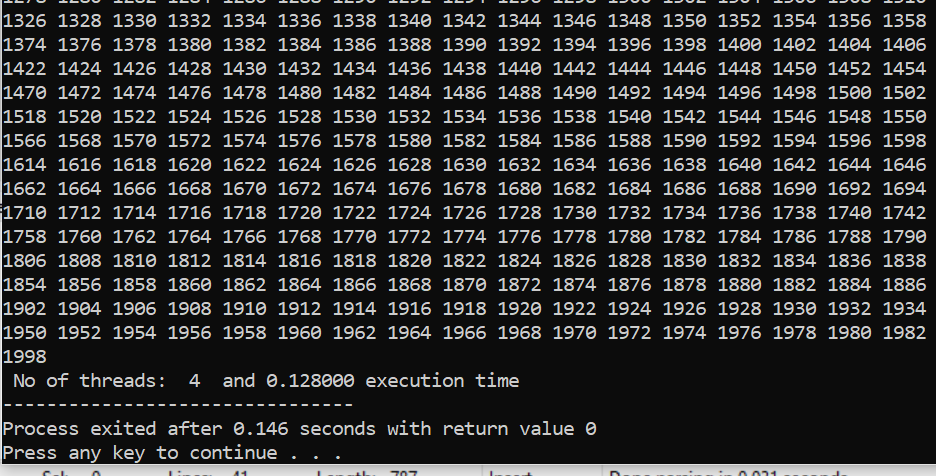 1326 1328 1330 1332 1334 1336 1338 1340 1342 1344 1346 1348 1350 1352 1354 1356 1358
1374 1376 1378 1380 1382 1384 1386 1388 1390 1392 1394 1396 1398 1400 1402 1404 1406
1422 1424 1426 1428 1430 1432 1434 1436 1438 1440 1442 1444 1446 1448 1450 1452 1454
1470 1472 1474 1476 1478 1480 1482 1484 1486 1488 1490 1492 1494 1496 1498 1500 1502
1518 1520 1522 1524 1526 1528 1530 1532 1534 1536 1538 1540 1542 1544 1546 1548 1550
1566 1568 1570 1572 1574 1576 1578 1580 1582 1584 1586 1588 1590 1592 1594 1596 1598
1614 1616 1618 1620 1622 1624 1626 1628 1630 1632 1634 1636 1638 1640 1642 1644 1646
1662 1664 1666 1668 1670 1672 1674 1676 1678 1680 1682 1684 1686 1688 1690 1692 1694
1710 1712 1714 1716 1718 1720 1722 1724 1726 1728 1730 1732 1734 1736 1738 1740 1742
1758 1760 1762 1764 1766 1768 1770 1772 1774 1776 1778 1780 1782 1784 1786 1788 1790
1806 1808 1810 1812 1814 1816 1818 1820 1822 1824 1826 1828 1830 1832 1834 1836 1838
1854 1856 1858 1860 1862 1864 1866 1868 1870 1872 1874 1876 1878 1880 1882 1884 1886
1902 1904 1906 1908 1910 1912 1914 1916 1918 1920 1922 1924 1926 1928 1930 1932 1934
1950 1952 1954 1956 1958 1960 1962 1964 1966 1968 1970 1972 1974 1976 1978 1980 1982
1998
No of threads:  4  and 0.128000 execution time
--------------------------------
Process exited after 0.146 seconds with return value 0
Press any key to continue . . .